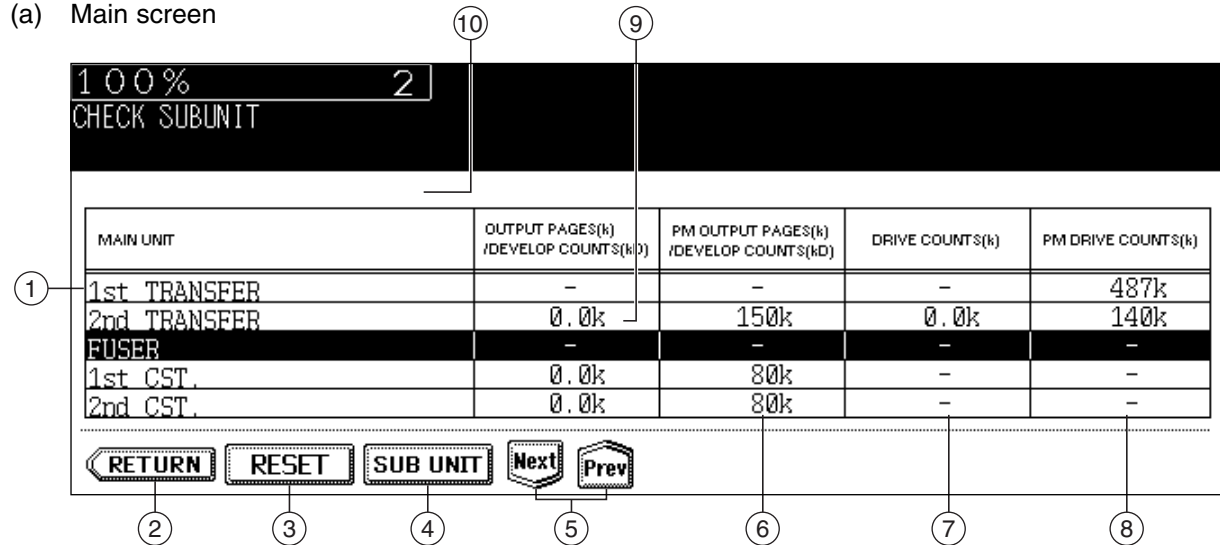 (a) Main screen
10 9
100% 2
CHECK SUBUNIT
MAIN UNIT OUTPUT PAGES(k) /DEVELOP COUNTS(kD) PM OUTPUT PAGES(k) /DEVELOP COUNTS(kD) DRIVE COUNTS(k) PM DRIVE COUNTS(k)
1 1st TRANSFER - - - 487k
2nd TRANSFER 0.0k 150k 0.0k 140k
FUSER - - - -
1st CST. 0.0k 80k - -
2nd CST. 0.0k 80k - -
RETURN RESET SUB UNIT Next Prev
2 3 4 5 6 7 8